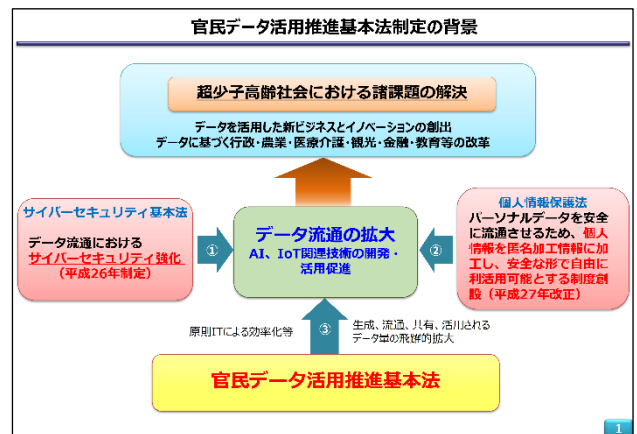 官民データ活用推進基本法制定の背景
超少子高齢社会における諸課題の解決
データを活用した新ビジネスとイノベーションの創出
データに基づく行政・農業・医療介護・観光・金融・教育等の改革
サイバーセキュリティ基本法
データ流通における
サイバーセキュリティ強化
（平成26年制定）
①
データ流通の拡大
AI、IoT関連技術の開発・
活用促進
②
個人情報保護法
パーソナルデータを安全
に流通させるため、個人
情報を匿名加工情報に加
工し、安全な形で自由に
利活用可能とする制度創
設（平成27年改正）
原則ITによる効率化等
③
生成、流通、共有、活用される
データ量の飛躍的拡大
官民データ活用推進基本法
1